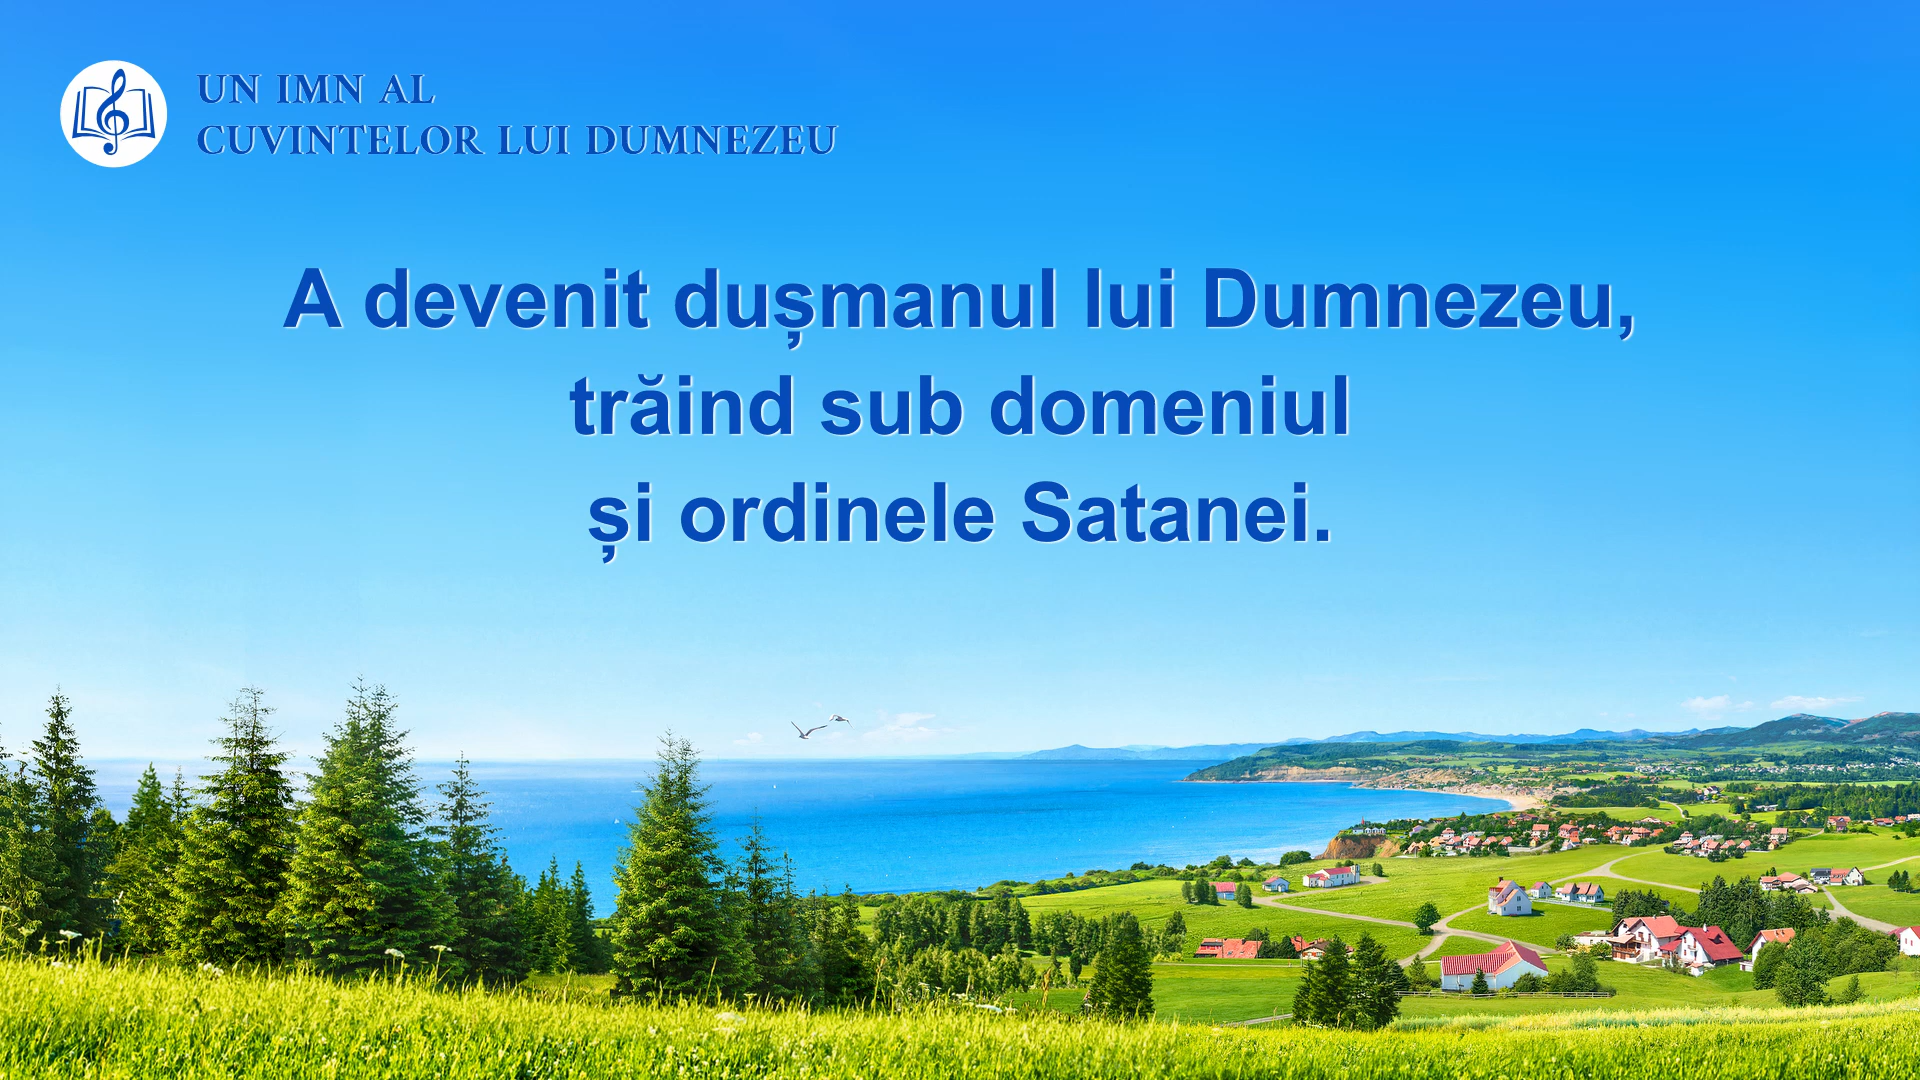 UN IMN AL
CUVINTELOR LUI DUMNEZEU
A devenit dușmanul lui Dumnezeu,
trăind sub domeniul
și ordinele Satanei.